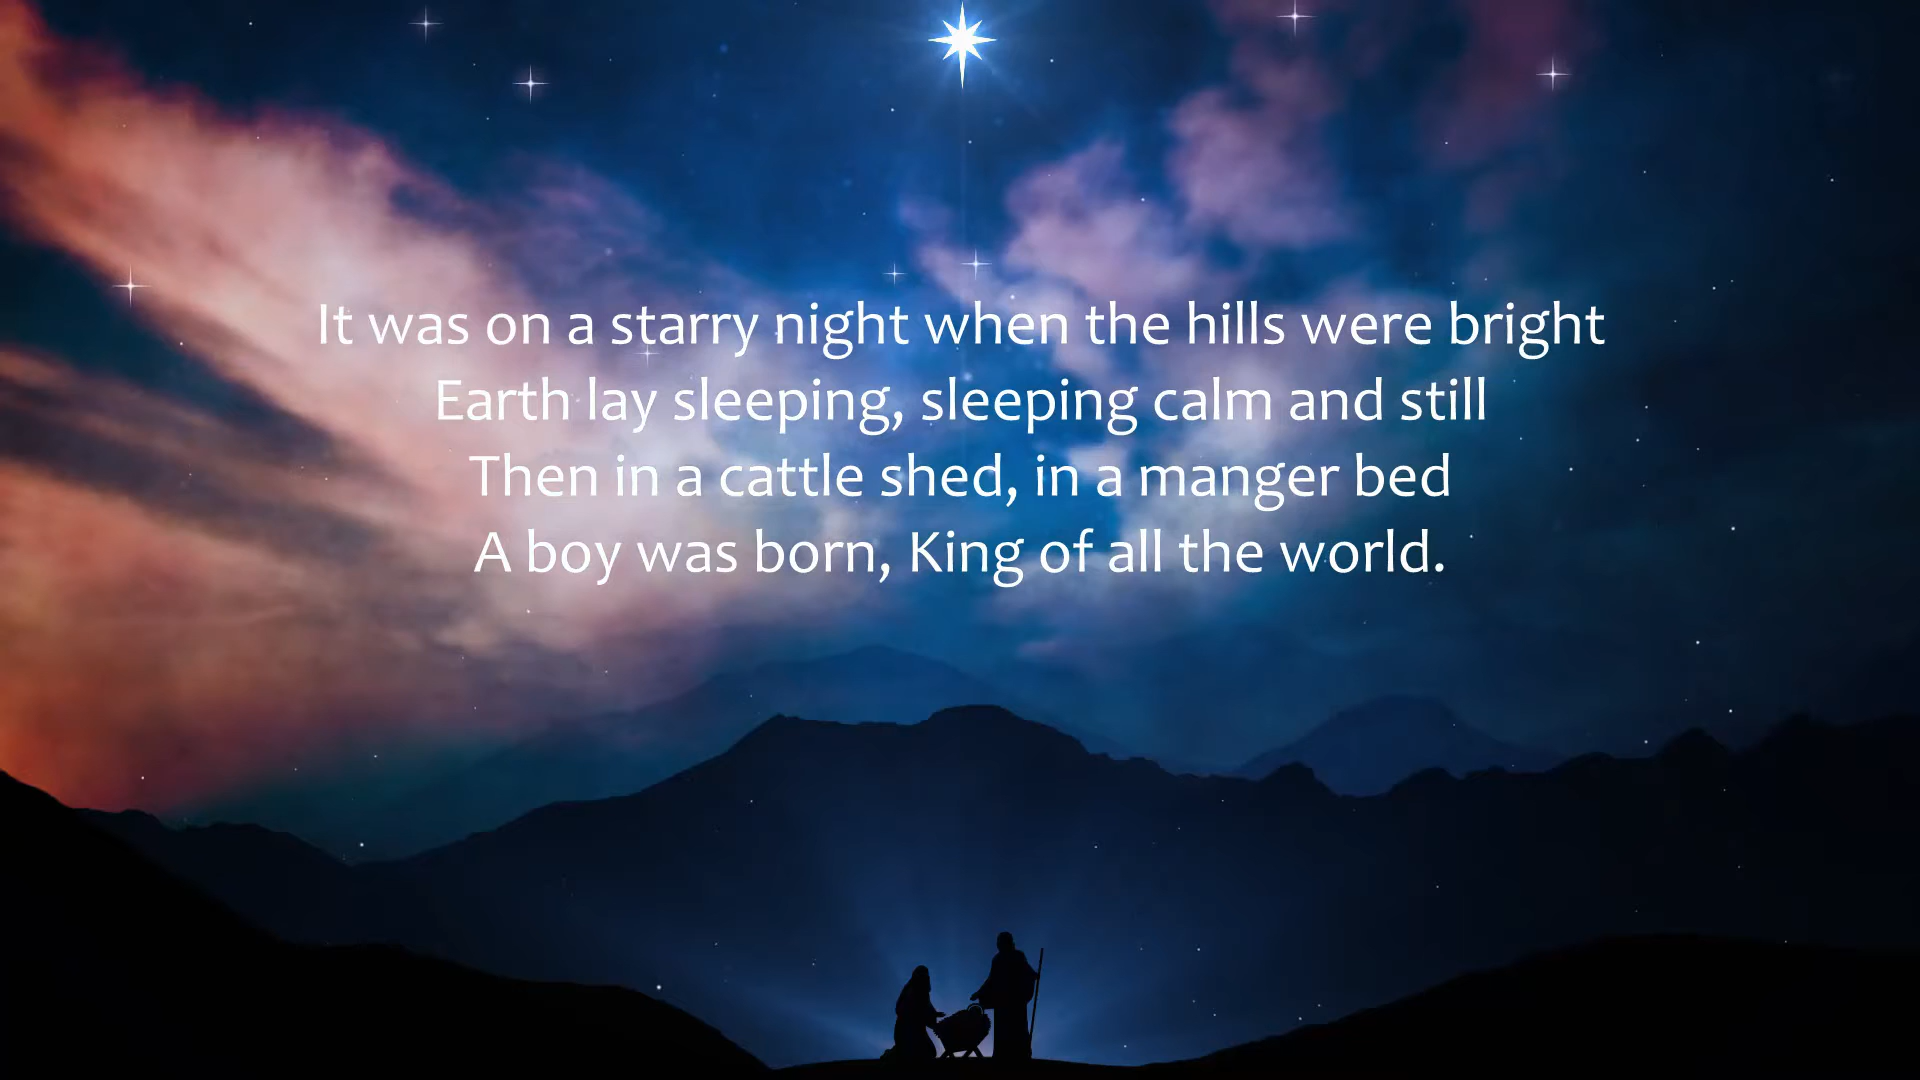 It was on a starry night when the hills were bright
Earth lay sleeping, sleeping calm and still
Then in a cattle shed, in a manger bed
A boy was born, King of all the world.